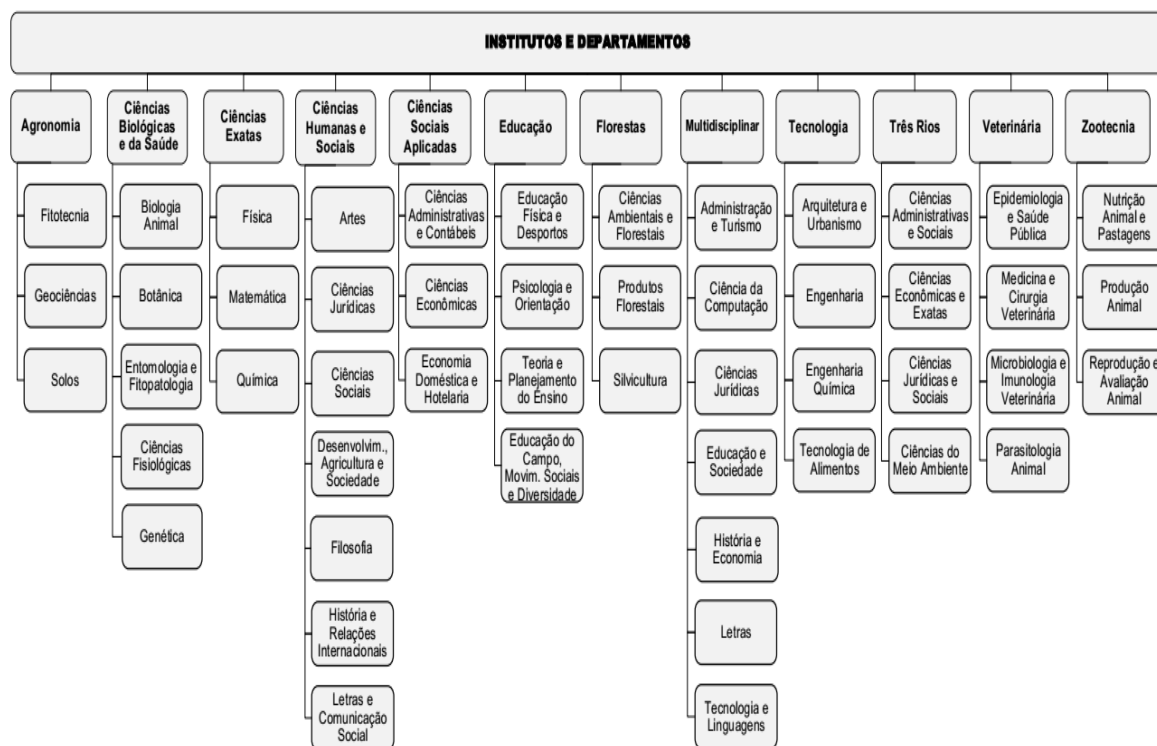 INSTITUTOS E DEPARTAMENTOS
Agronomia
Fitotecnia
Geociências
Solos
Ciências
Biológicas
e da Saúde
Biologia
Animal
Botânica
Entomologia e
Fitopatologia
Ciências
Fisiológicas
Genética
Ciências
Exatas
Física
Matemática
Química
Ciências
Humanas e
Sociais
Artes
Ciências
Jurídicas
Ciências
Sociais
Desenvolvim.,
Agricultura e
Sociedade
Filosofia
História e
Relações
Internacionais
Letras e
Comunicação
Social
Ciências
Sociais
Aplicadas
Ciências
Administrativas
e Contábeis
Ciências
Econômicas
Economia
Doméstica e
Hotelaria
Educação
Educação
Física e
Desportos
Psicologia e
Orientação
Teoria e
Planejamento
do Ensino
Educação do
Campo,
Movim. Sociais
e Diversidade
Florestas
Ciências
Ambientais e
Florestais
Produtos
Florestais
Silvicultura
Multidisciplinar
Administração
e Turismo
Ciência da
Computação
Ciências
Jurídicas
Educação e
Sociedade
História e
Economia
Letras
Tecnologia e
Linguagens
Tecnologia
Arquitetura e
Urbanismo
Engenharia
Engenharia
Química
Tecnologia de
Alimentos
Três Rios
Ciências
Administrativas
e Sociais
Ciências
Econômicas e
Exatas
Ciências
Jurídicas e
Sociais
Ciências do
Meio Ambiente
Veterinária
Epidemiologia
e Saúde
Pública
Medicina e
Cirurgia
Veterinária
Microbiologia e
Imunologia
Veterinária
Parasitologia
Animal
Zootecnia
Nutrição
Animal e
Pastagens
Produção
Animal
Reprodução e
Avaliação
Animal